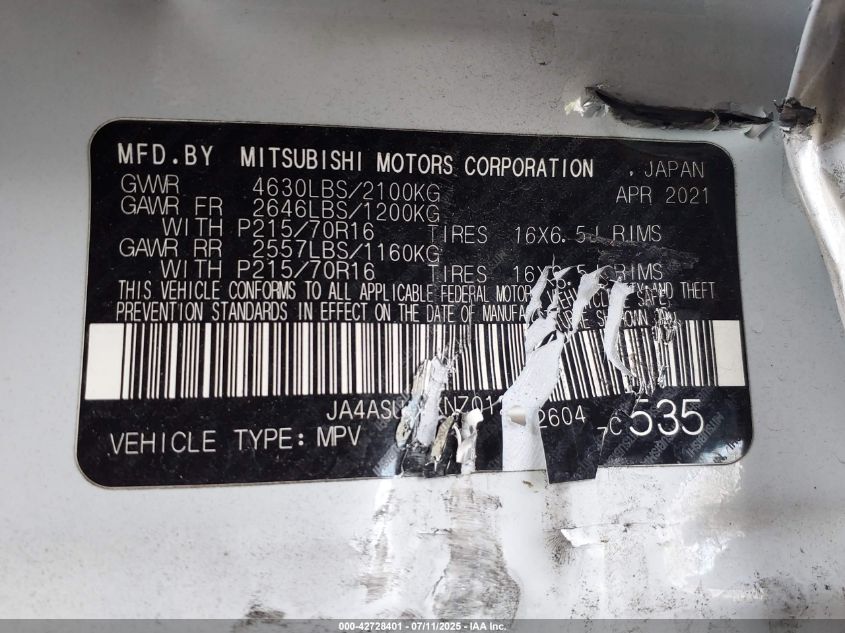 MFD.BY MITSUBISHI MOTORS CORPORATION . JAPAN
GVWR 4630LBS/2100KG APR 2021
GAWR FR 2646LBS/1200KG
WITH P215/70R16 TIRES 16X6.5J RIMS
GAWR RR 2557LBS/1160KG
WITH P215/70R16 TIRES RIMS
THIS VEHICLE CONFORMS TO ALL APPLICABLE FEDERAL MOTOR AND THEFT
PREVENTION STANDARDS IN EFFECT ON THE DATE OF
2604
VEHICLE TYPE: MPV C 535
000-42728401 - 07/11/2025 - IAA Inc.